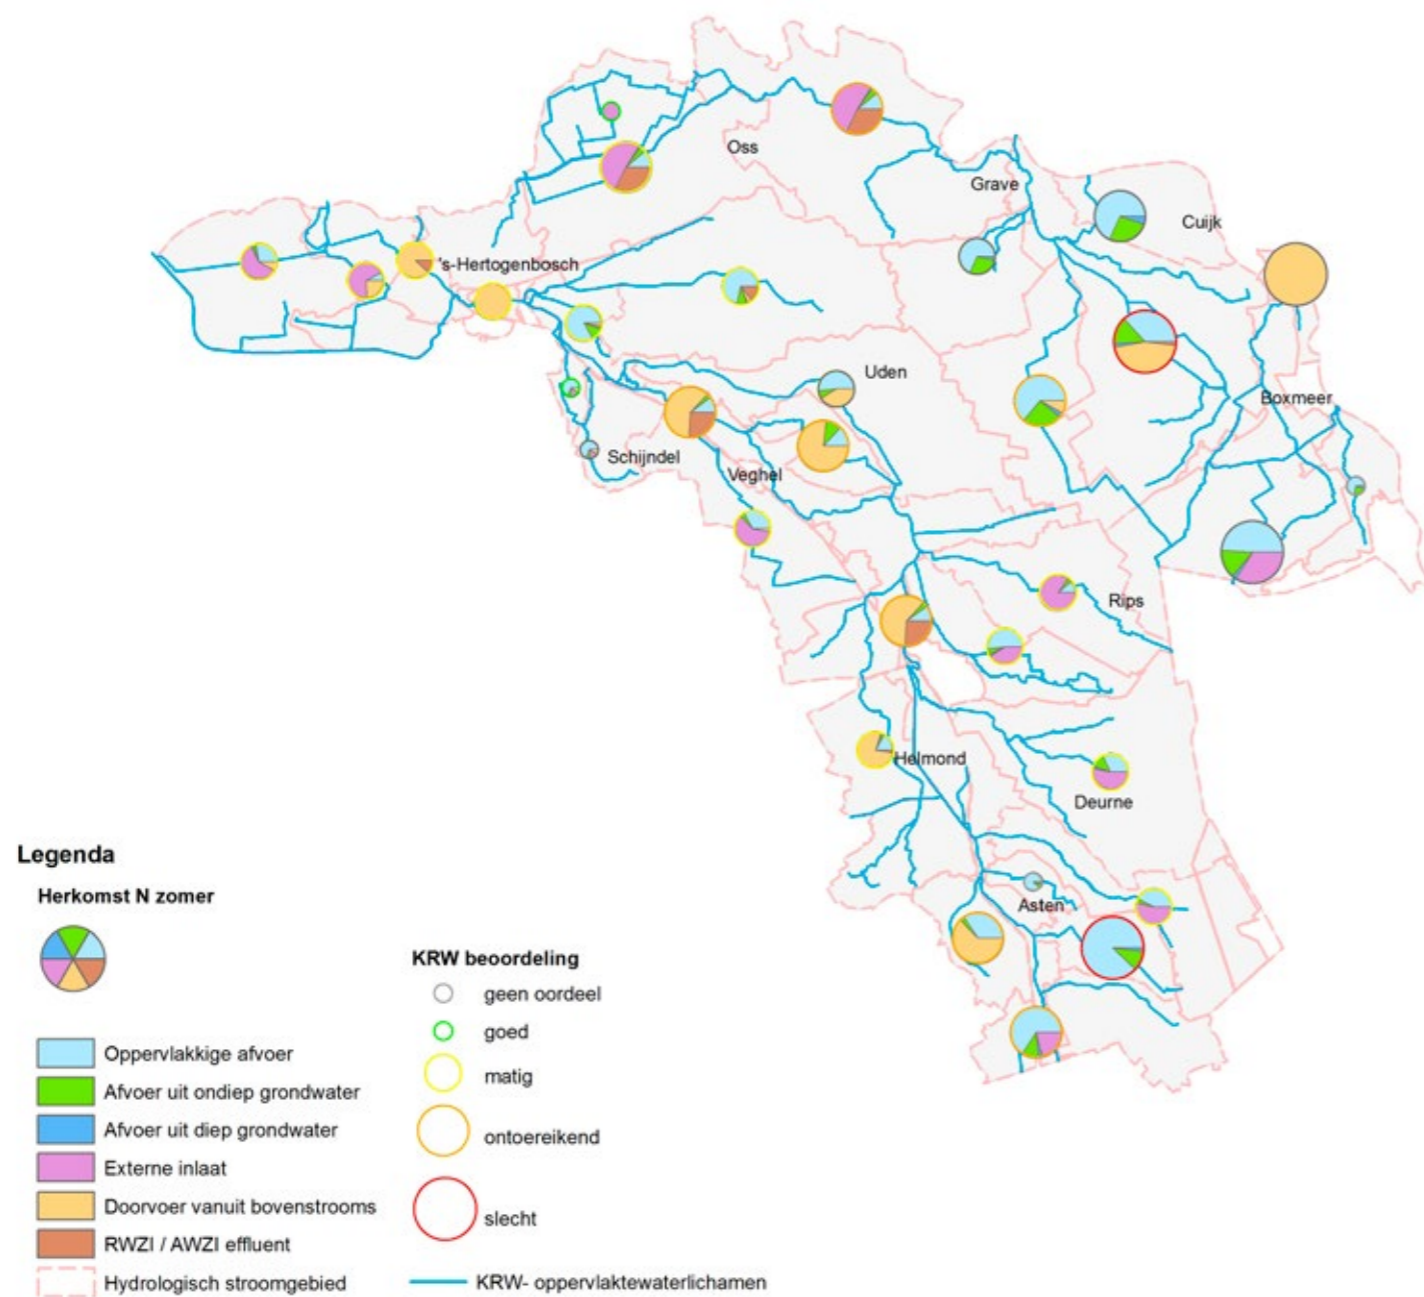 Oss
Grave
Cuijk
's-Hertogenbosch
Uden
Boxmeer
Schijndel
Veghel
Rips
Helmond
Deurne
Asten
Legenda
Herkomst N zomer
Oppervlakkige afvoer
Afvoer uit ondiep grondwater
Afvoer uit diep grondwater
Externe inlaat
Doorvoer vanuit bovenstrooms
RWZI / AWZI effluent
Hydrologisch stroomgebied
KRW beoordeling
geen oordeel
goed
matig
ontoereikend
slecht
KRW- oppervlaktewaterlichamen